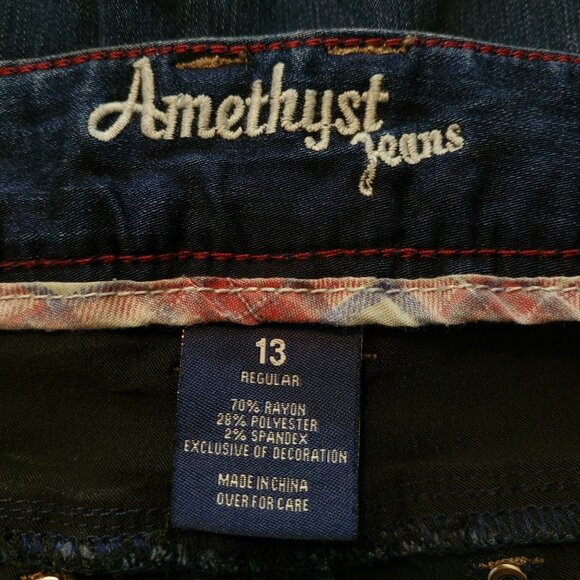 Amethyst
Jeans
13
REGULAR
70% RAYON
28% POLYESTER
2% SPANDEX
EXCLUSIVE OF DECORATION
MADE IN CHINA
OVER FOR CARE